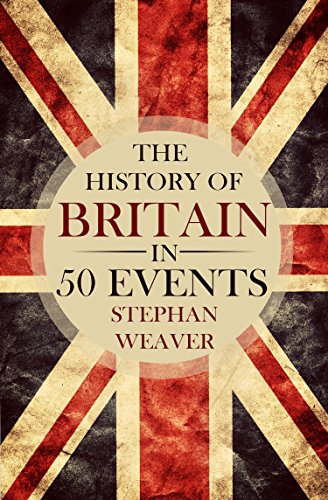 THE
HISTORY OF
BRITAIN
IN
50 EVENTS
STEPHAN
WEAVER